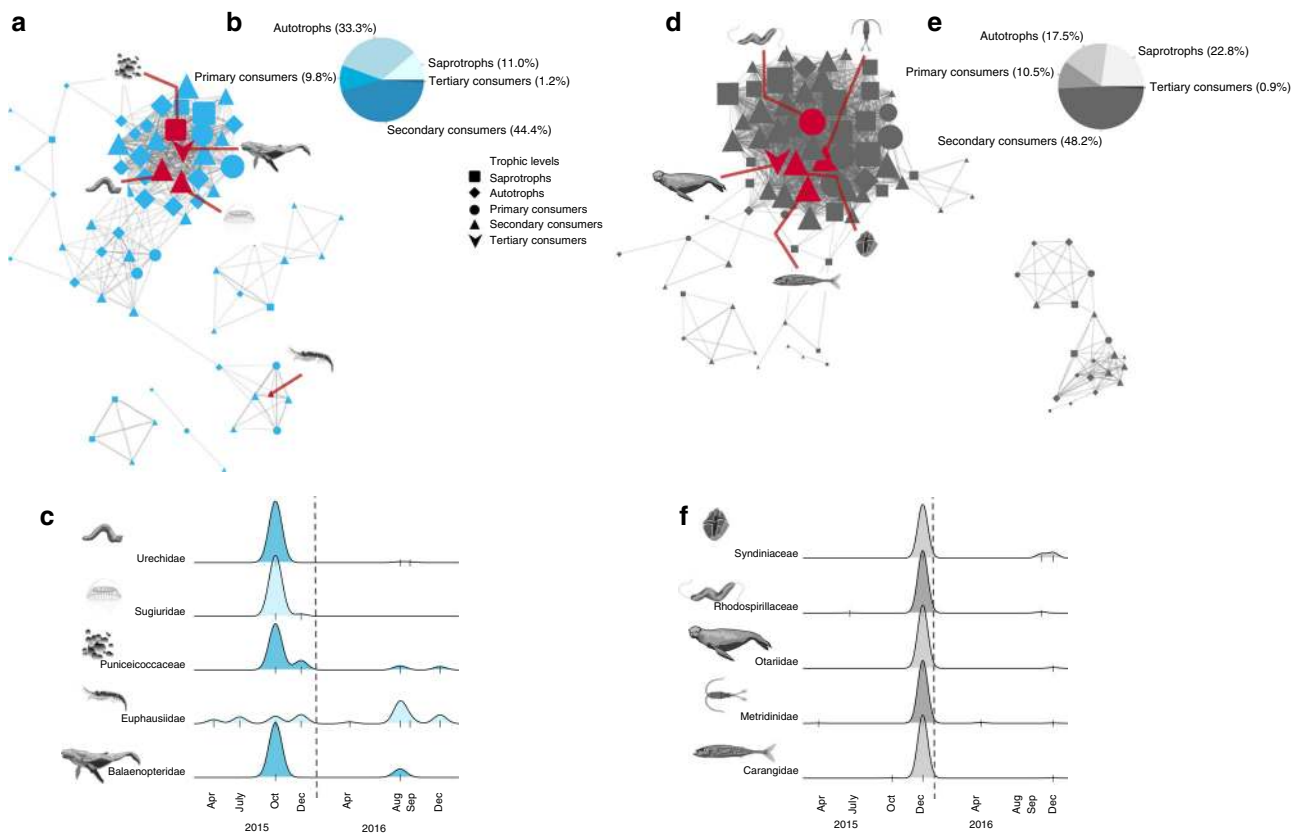 a
b
Autotrophs (33.3%)
Saprotrophs (11.0%)
Primary consumers (9.8%)
Tertiary consumers (1.2%)
Secondary consumers (44.4%)
Trophic levels
Saprotrophs
Autotrophs
Primary consumers
Secondary consumers
Tertiary consumers
d
e
Autotrophs (17.5%)
Saprotrophs (22.8%)
Primary consumers (10.5%)
Tertiary consumers (0.9%)
Secondary consumers (48.2%)
c
Urechidae
Sugiuridae
Puniceicoccaceae
Euphausiidae
Balaenopteridae
Apr
July
Oct
Dec
Apr
Aug
Sep
Dec
2015
2016
f
Syndiniaceae
Rhodospirillaceae
Otariidae
Metridinidae
Carangidae
Apr
July
Oct
Dec
Apr
Aug
Sep
Dec
2015
2016